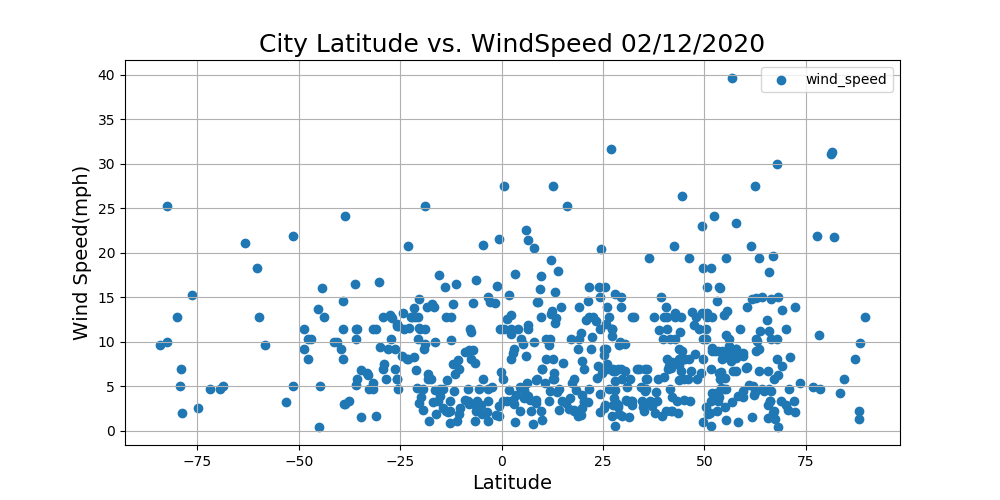 City Latitude vs. WindSpeed 02/12/2020
wind_speed
40
35
30
25
20
15
10
5
0
Wind Speed(mph)
−75 −50 −25 0 25 50 75
Latitude